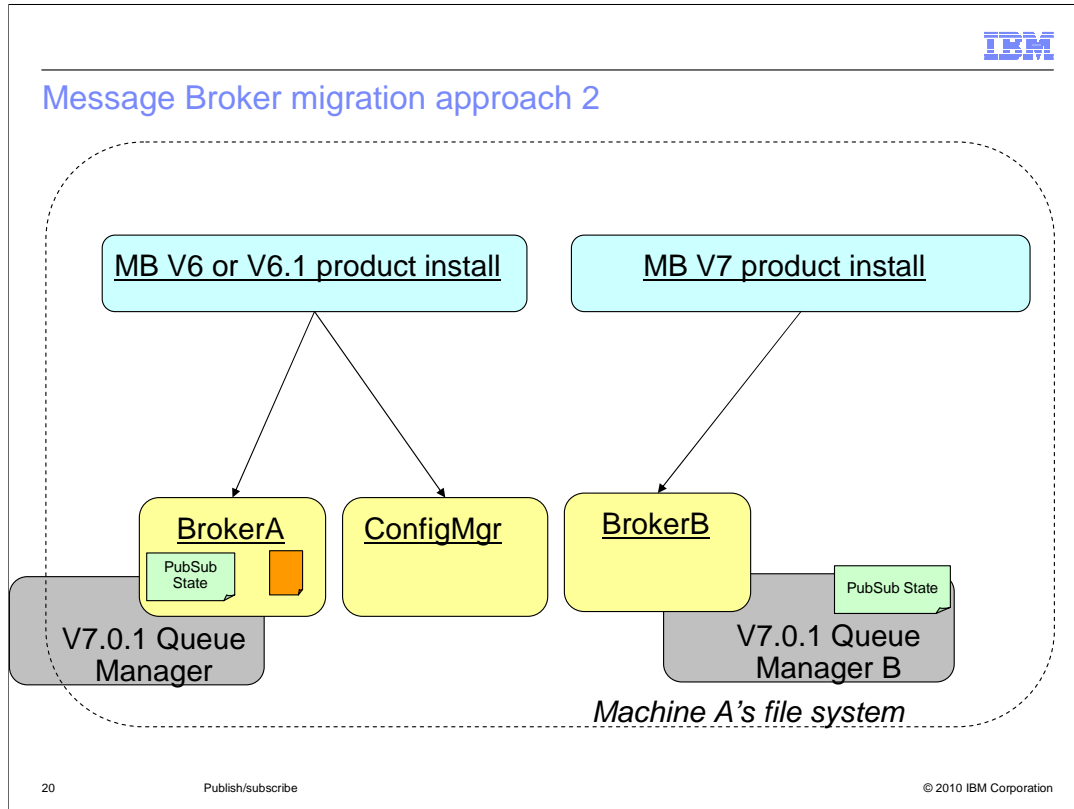 IBM
Message Broker migration approach 2
MB V6 or V6.1 product install
MB V7 product install
BrokerA
PubSub
State
ConfigMgr
BrokerB
PubSub State
V7.0.1 Queue
Manager
V7.0.1 Queue
Manager B
Machine A's file system
20
Publish/subscribe
© 2010 IBM Corporation